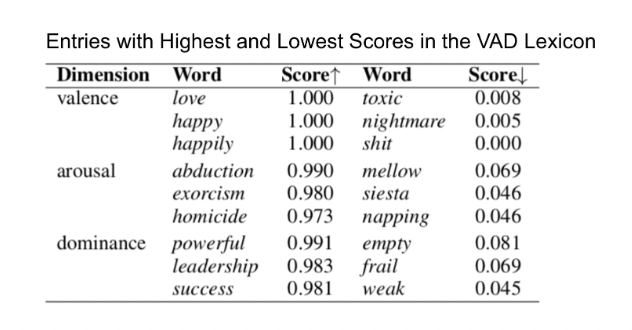 Entries with Highest and Lowest Scores in the VAD Lexicon
Dimension Word Score↑ Word Score↓
valence love 1.000 toxic 0.008
happy 1.000 nightmare 0.005
happily 1.000 shit 0.000
arousal abduction 0.990 mellow 0.069
exorcism 0.980 siesta 0.046
homicide 0.973 napping 0.046
dominance powerful 0.991 empty 0.081
leadership 0.983 frail 0.069
success 0.981 weak 0.045